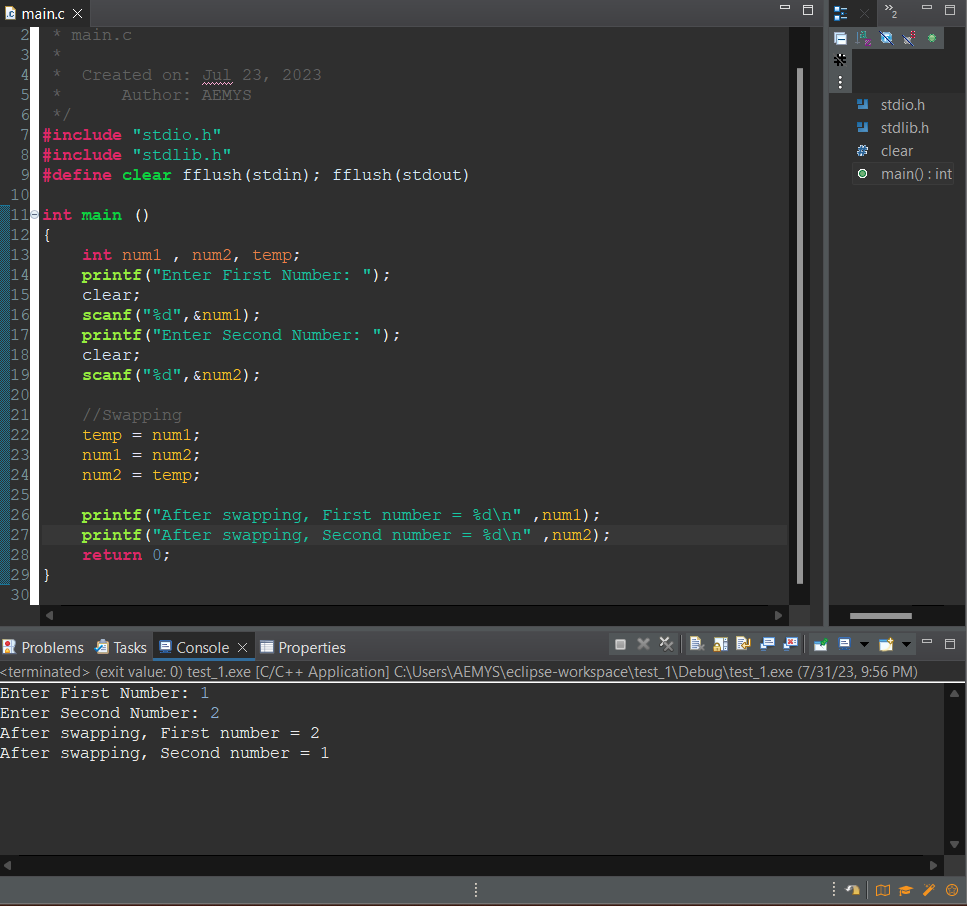 main.c
2
2 * main.c
3 *
4 *  Created on: Jul 23, 2023
5 *      Author: AEMYS
6 */
7 #include "stdio.h"
8 #include "stdlib.h"
9 #define clear fflush(stdin); fflush(stdout)
10
11 int main ()
12 {
13     int num1 , num2, temp;
14     printf("Enter First Number: ");
15     clear;
16     scanf("%d",&num1);
17     printf("Enter Second Number: ");
18     clear;
19     scanf("%d",&num2);
20
21     //Swapping
22     temp = num1;
23     num1 = num2;
24     num2 = temp;
25
26     printf("After swapping, First number = %d\n" ,num1);
27     printf("After swapping, Second number = %d\n" ,num2);
28     return 0;
29 }
30
stdio.h
stdlib.h
clear
main() : int
Problems Tasks Console Properties
<terminated> (exit value: 0) test_1.exe [C/C++ Application] C:\Users\AEMYS\eclipse-workspace\test_1\Debug\test_1.exe (7/31/23, 9:56 PM)
Enter First Number: 1
Enter Second Number: 2
After swapping, First number = 2
After swapping, Second number = 1